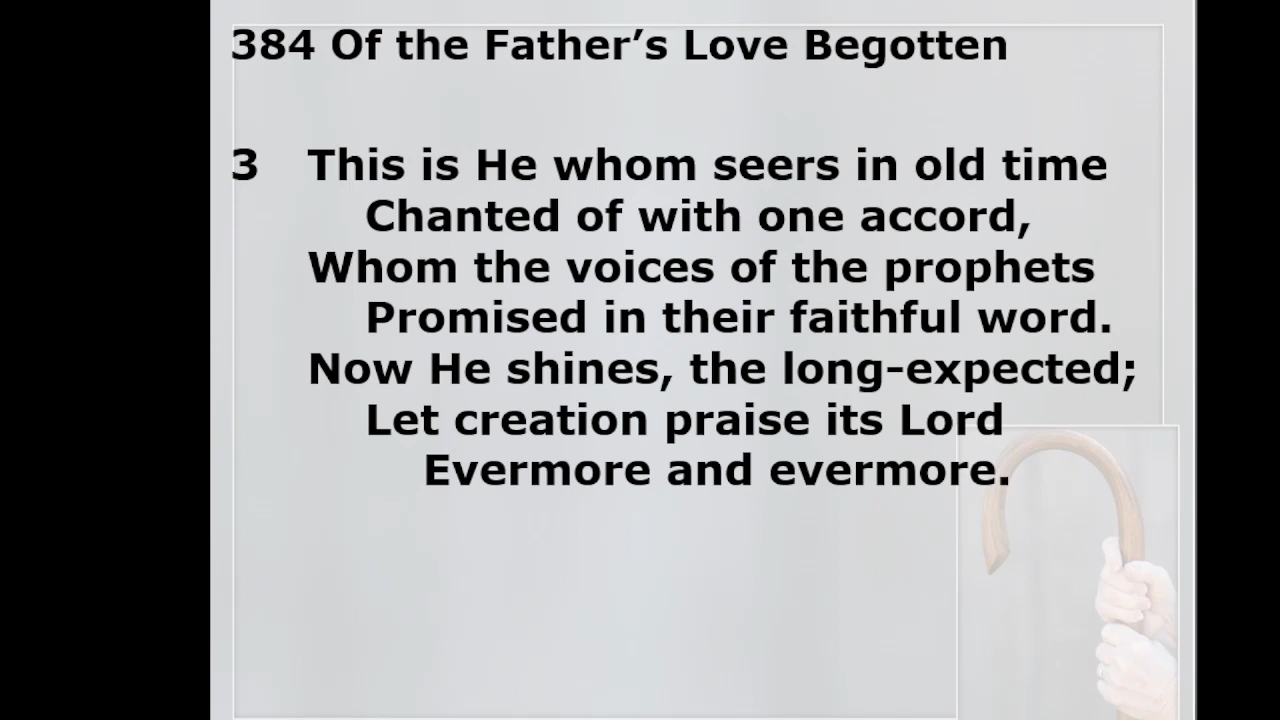 384 Of the Father’s Love Begotten
3 This is He whom seers in old time
Chanted of with one accord,
Whom the voices of the prophets
Promised in their faithful word.
Now He shines, the long-expected;
Let creation praise its Lord
Evermore and evermore.